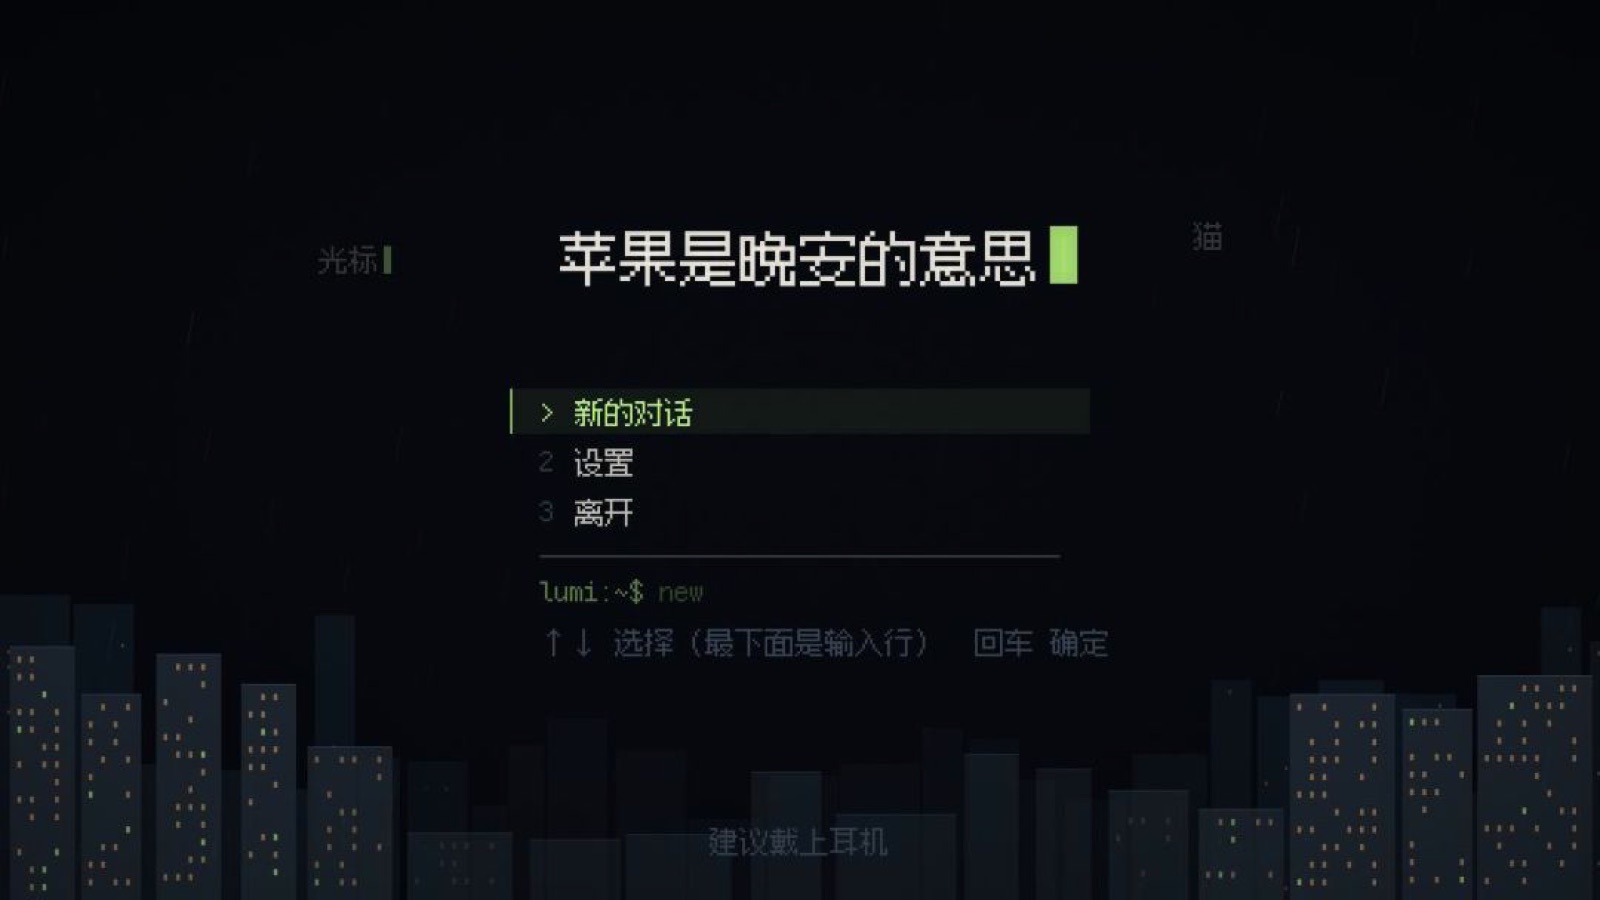 光标
苹果是晚安的意思
猫
> 新的对话
2 设置
3 离开
lumi:~$ new
↑↓ 选择（最下面是输入行） 回车 确定
建议戴上耳机